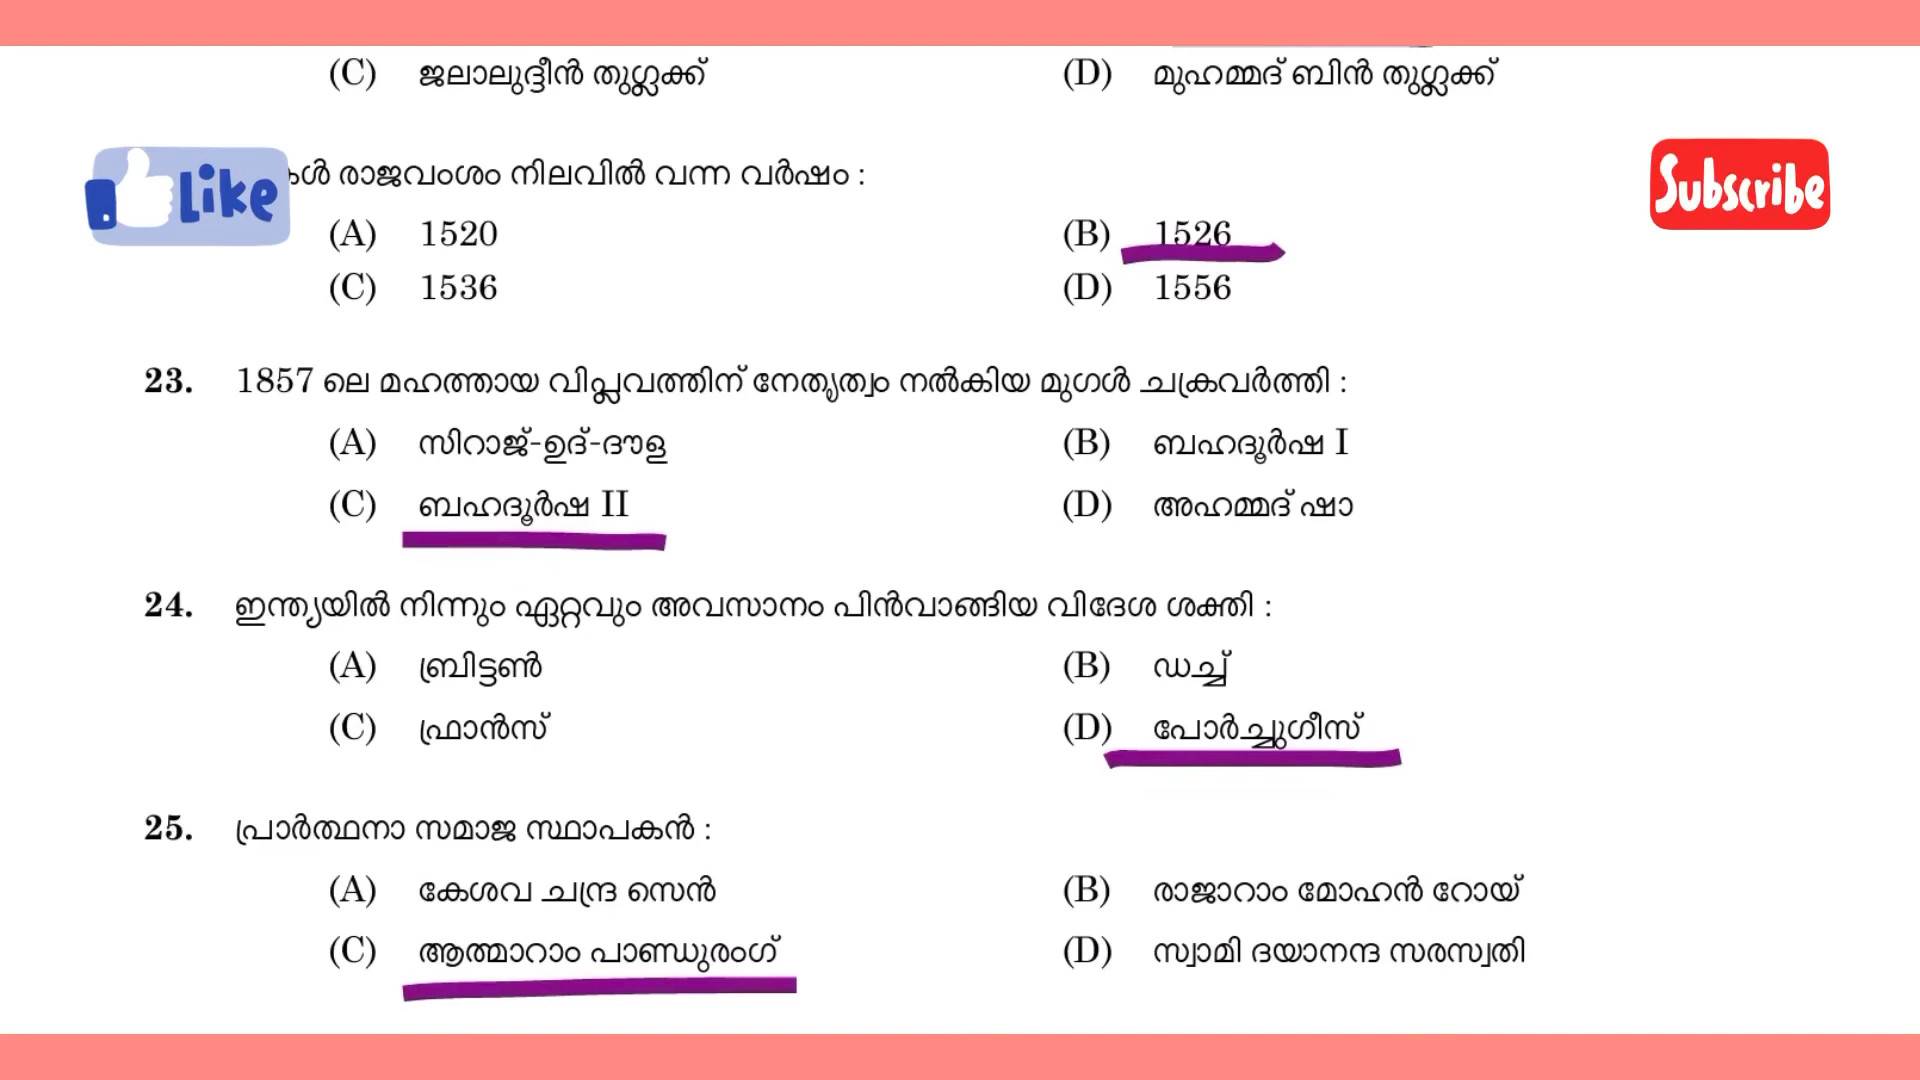 (C) ജലാലുദ്ദീൻ തുഗ്ലക്ക് (D) മുഹമ്മദ് ബിൻ തുഗ്ലക്ക്
രാജവംശം നിലവിൽ വന്ന വർഷം :
Like
Subscribe
(A) 1520 (B) 1526
(C) 1536 (D) 1556
23. 1857 ലെ മഹത്തായ വിപ്ലവത്തിന് നേതൃത്വം നൽകിയ മുഗൾ ചക്രവർത്തി :
(A) സിറാജ്-ഉദ്-ദൗള (B) ബഹദൂർഷ I
(C) ബഹദൂർഷ II (D) അഹമ്മദ് ഷാ
24. ഇന്ത്യയിൽ നിന്നും ഏറ്റവും അവസാനം പിൻവാങ്ങിയ വിദേശ ശക്തി :
(A) ബ്രിട്ടൺ (B) ഡച്ച്
(C) ഫ്രാൻസ് (D) പോർച്ചുഗീസ്
25. പ്രാർത്ഥനാ സമാജ സ്ഥാപകൻ :
(A) കേശവ ചന്ദ്ര സെൻ (B) രാജാറാം മോഹൻ റോയ്
(C) ആത്മാറാം പാണ്ഡുരംഗ് (D) സ്വാമി ദയാനന്ദ സരസ്വതി